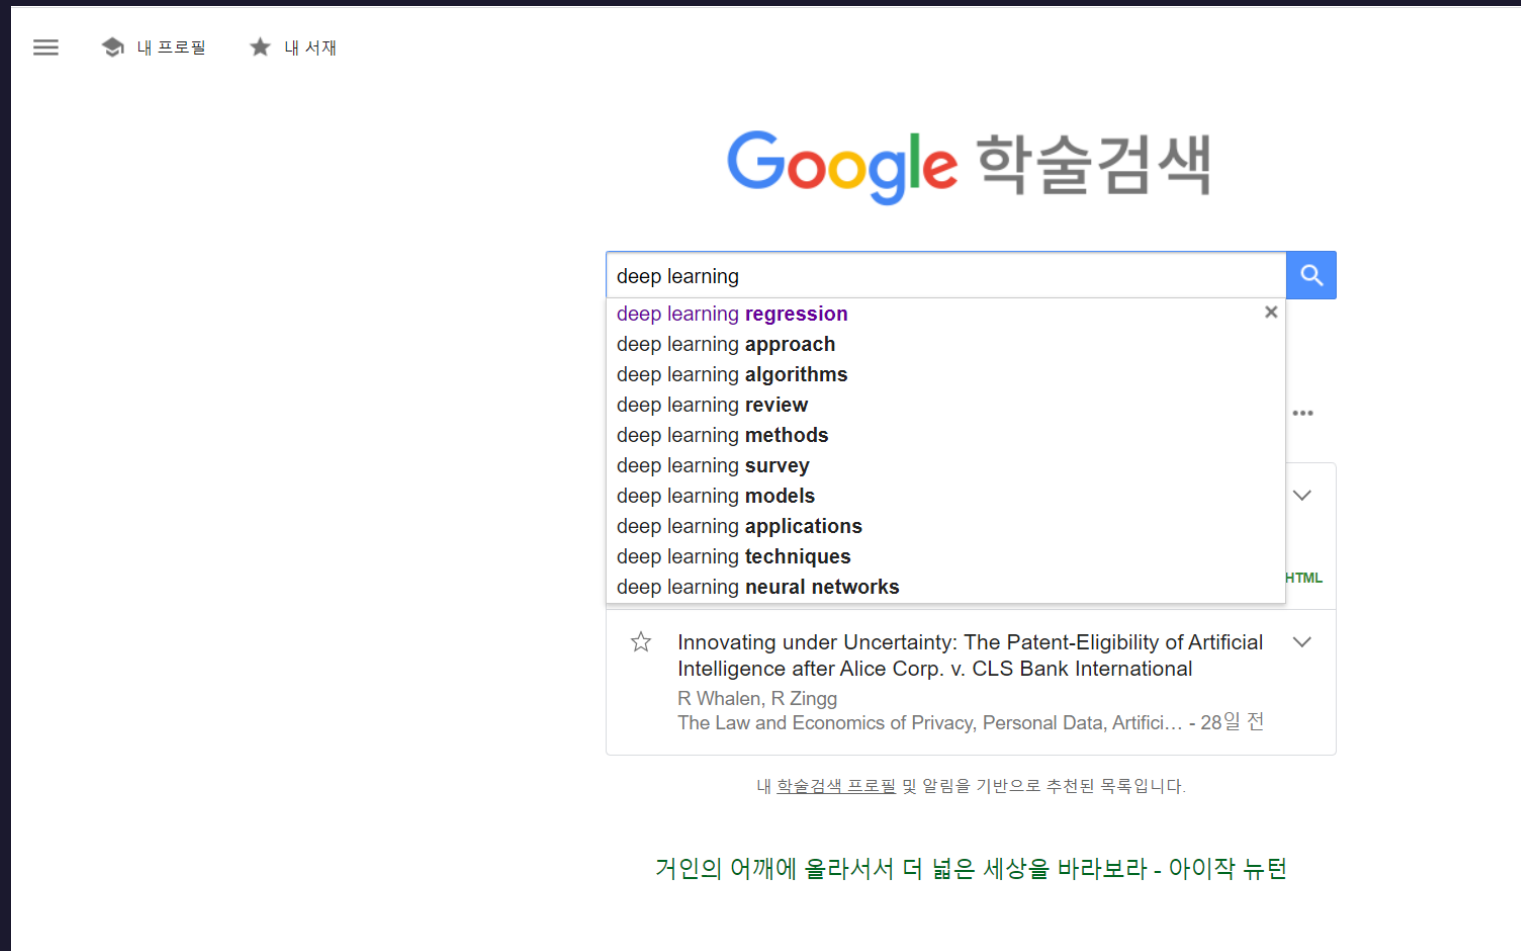 내 프로필
내 서재
Google 학술검색
deep learning
deep learning regression
deep learning approach
deep learning algorithms
deep learning review
deep learning methods
deep learning survey
deep learning models
deep learning applications
deep learning techniques
deep learning neural networks
HTML
Innovating under Uncertainty: The Patent-Eligibility of Artificial
Intelligence after Alice Corp. v. CLS Bank International
R Whalen, R Zingg
The Law and Economics of Privacy, Personal Data, Artifici… - 28일 전
내 학술검색 프로필 및 알림을 기반으로 추천된 목록입니다.
거인의 어깨에 올라서서 더 넓은 세상을 바라보라 - 아이작 뉴턴